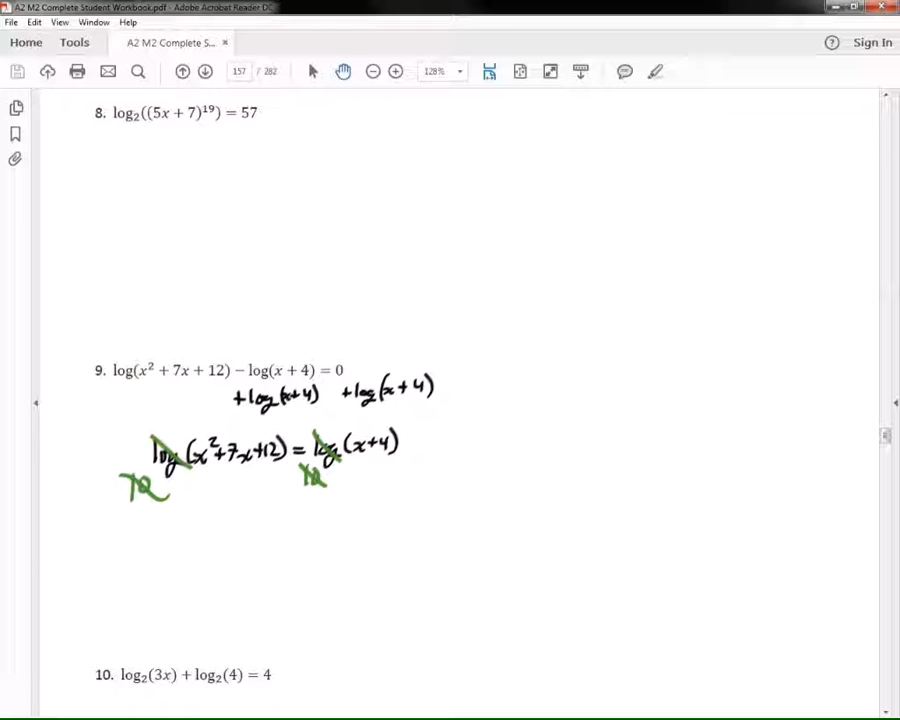 A2 M2 Complete Student Workbook.pdf - Adobe Acrobat Reader DC
File Edit View Window Help
Home Tools A2 M2 Complete S... × ? Sign In
157 / 282 128%
8. log₂((5x + 7)¹⁹) = 57
9. log(x² + 7x + 12) − log(x + 4) = 0
+log(x+4) +log(x+4)
log(x²+7x+12) = log(x+4)
10 10
10. log₂(3x) + log₂(4) = 4